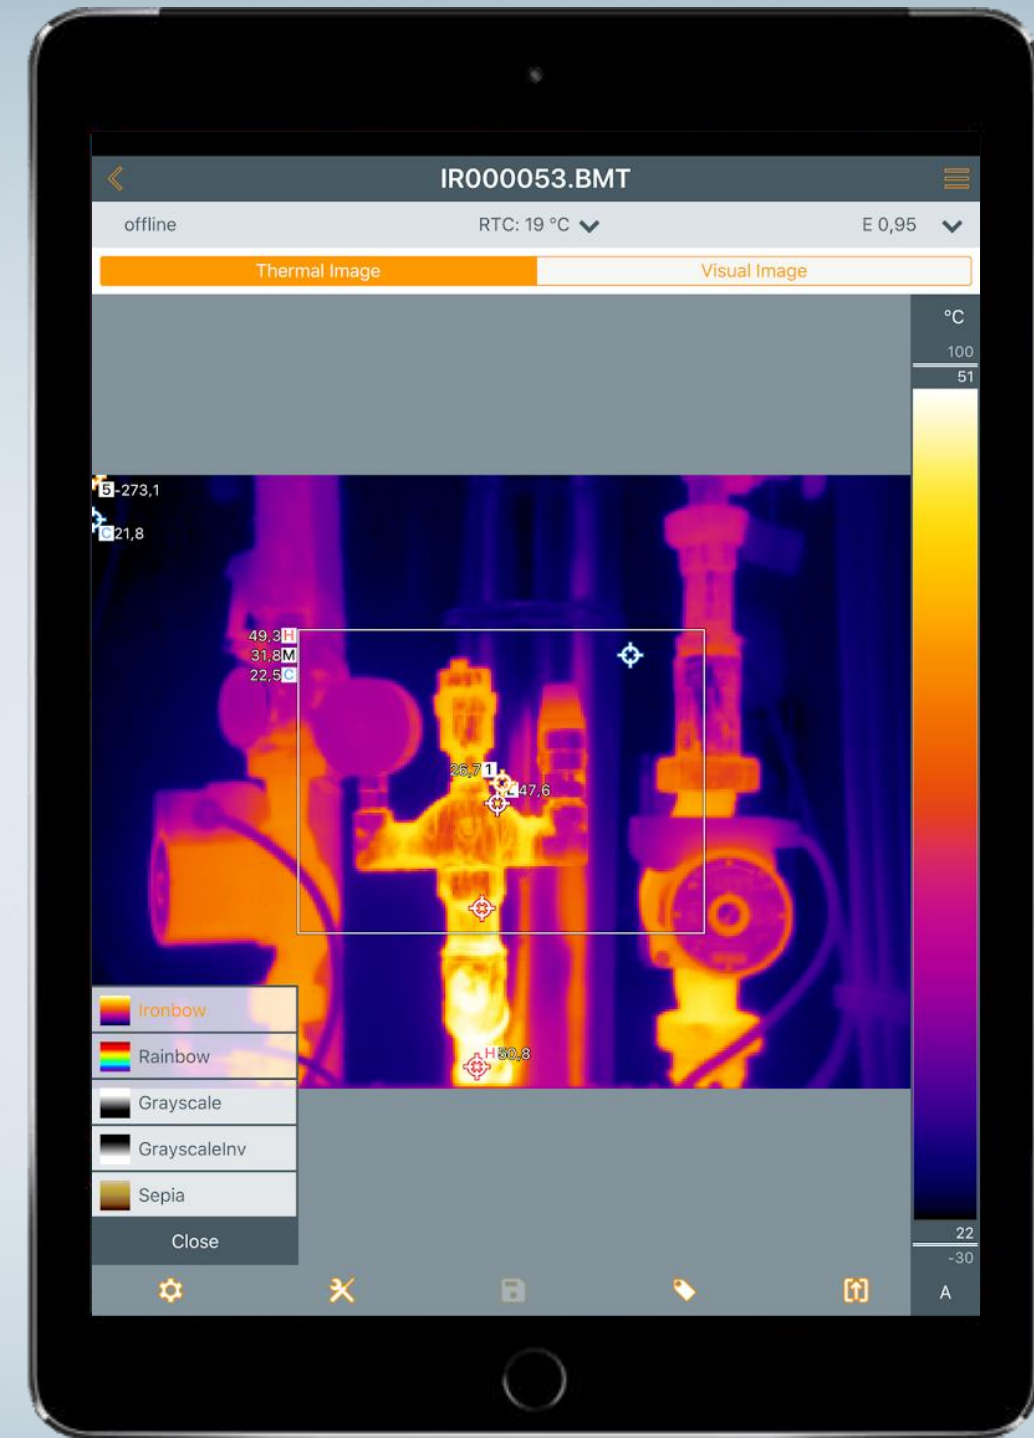 IR000053.BMT
offline RTC: 19 °C E 0,95
Thermal Image Visual Image
°C
100
51
5 -273,1
C 21,8
49,3 H
31,8 M
22,5 C
26,7 1
47,6
H 50,8
Ironbow
Rainbow
Grayscale
GrayscaleInv
Sepia
Close
22
-30
A